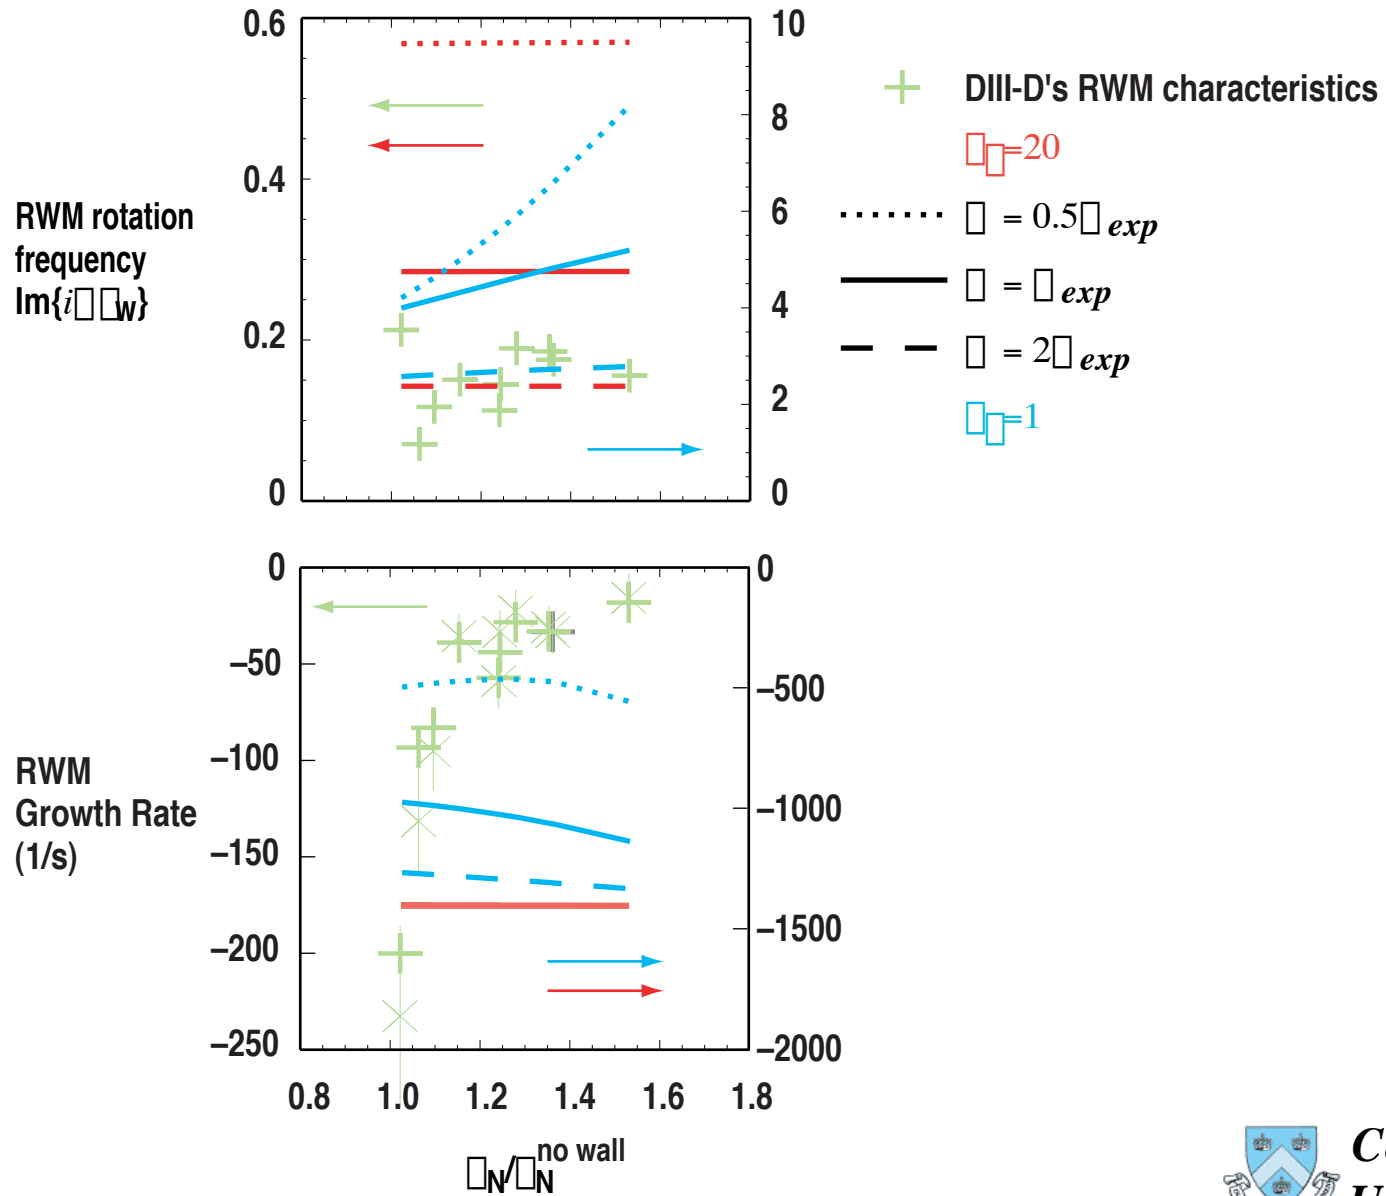 0.6
0.4
0.2
0
10
8
6
4
2
0
RWM rotation
frequency
Im{i□□w}
DIII-D's RWM characteristics
□□=20
□ = 0.5□exp
□ = □exp
□ = 2□exp
□□=1
0
−50
−100
−150
−200
−250
0
−500
−1000
−1500
−2000
RWM
Growth Rate
(1/s)
0.8 1.0 1.2 1.4 1.6 1.8
□N/□N no wall